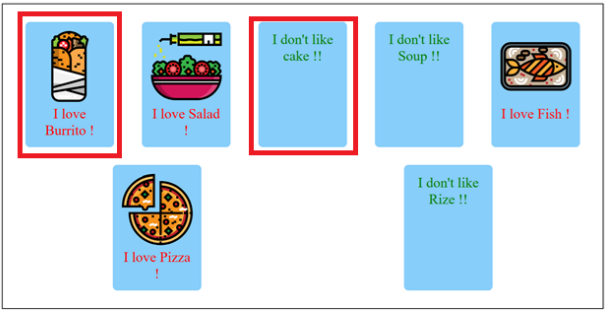 I love
Burrito !
I love Salad
!
I don't like
cake !!
I don't like
Soup !!
I love Fish !
I love Pizza
!
I don't like
Rize !!